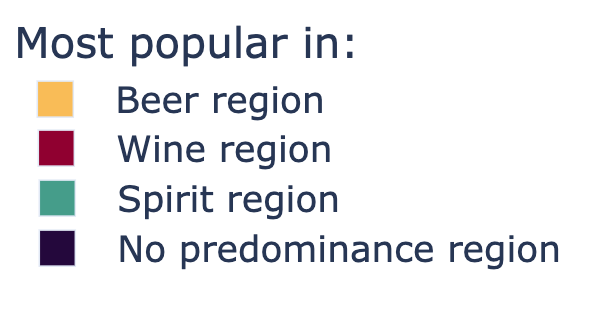 Most popular in:
Beer region
Wine region
Spirit region
No predominance region